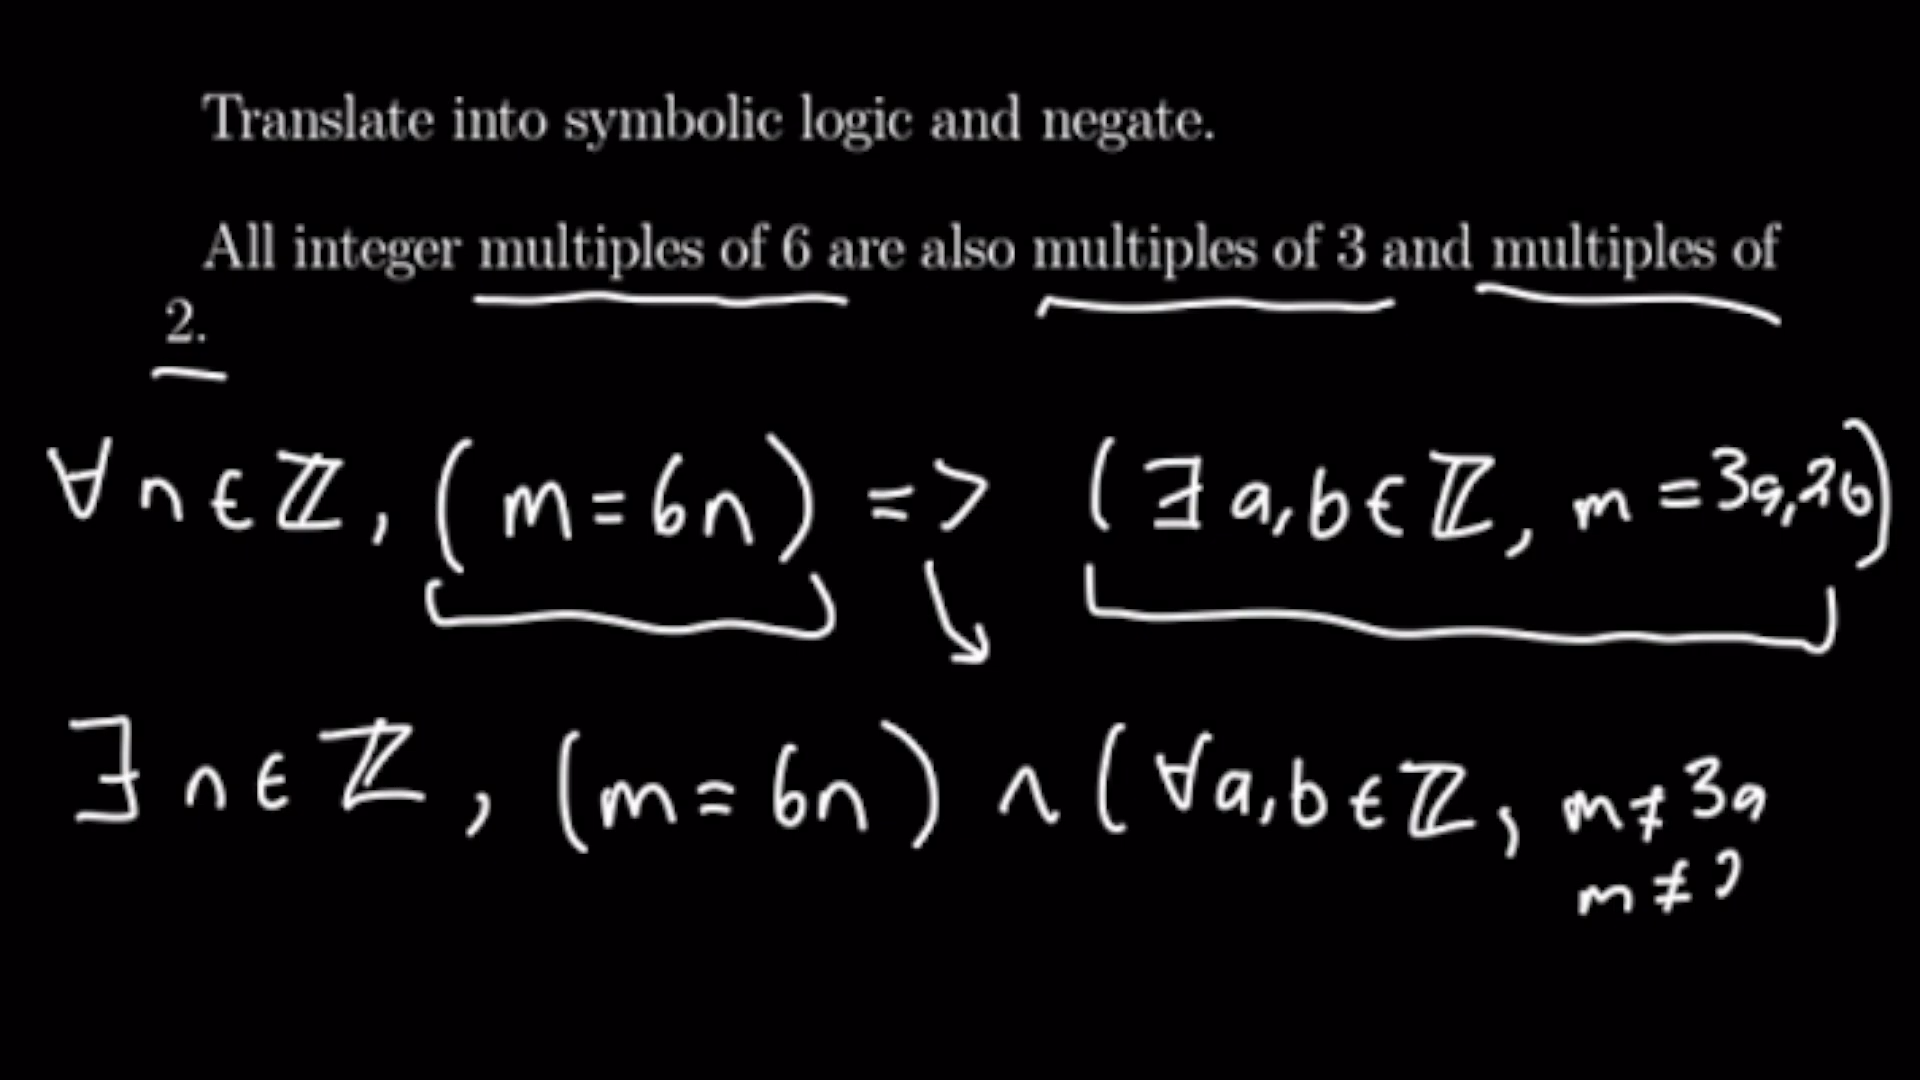 Translate into symbolic logic and negate.
All integer multiples of 6 are also multiples of 3 and multiples of
2.
∀n∈ℤ, (m=6n) => (∃a,b∈ℤ, m=3a,2b)
∃n∈ℤ, (m=6n) ∧ (∀a,b∈ℤ, m≠3a
m≠